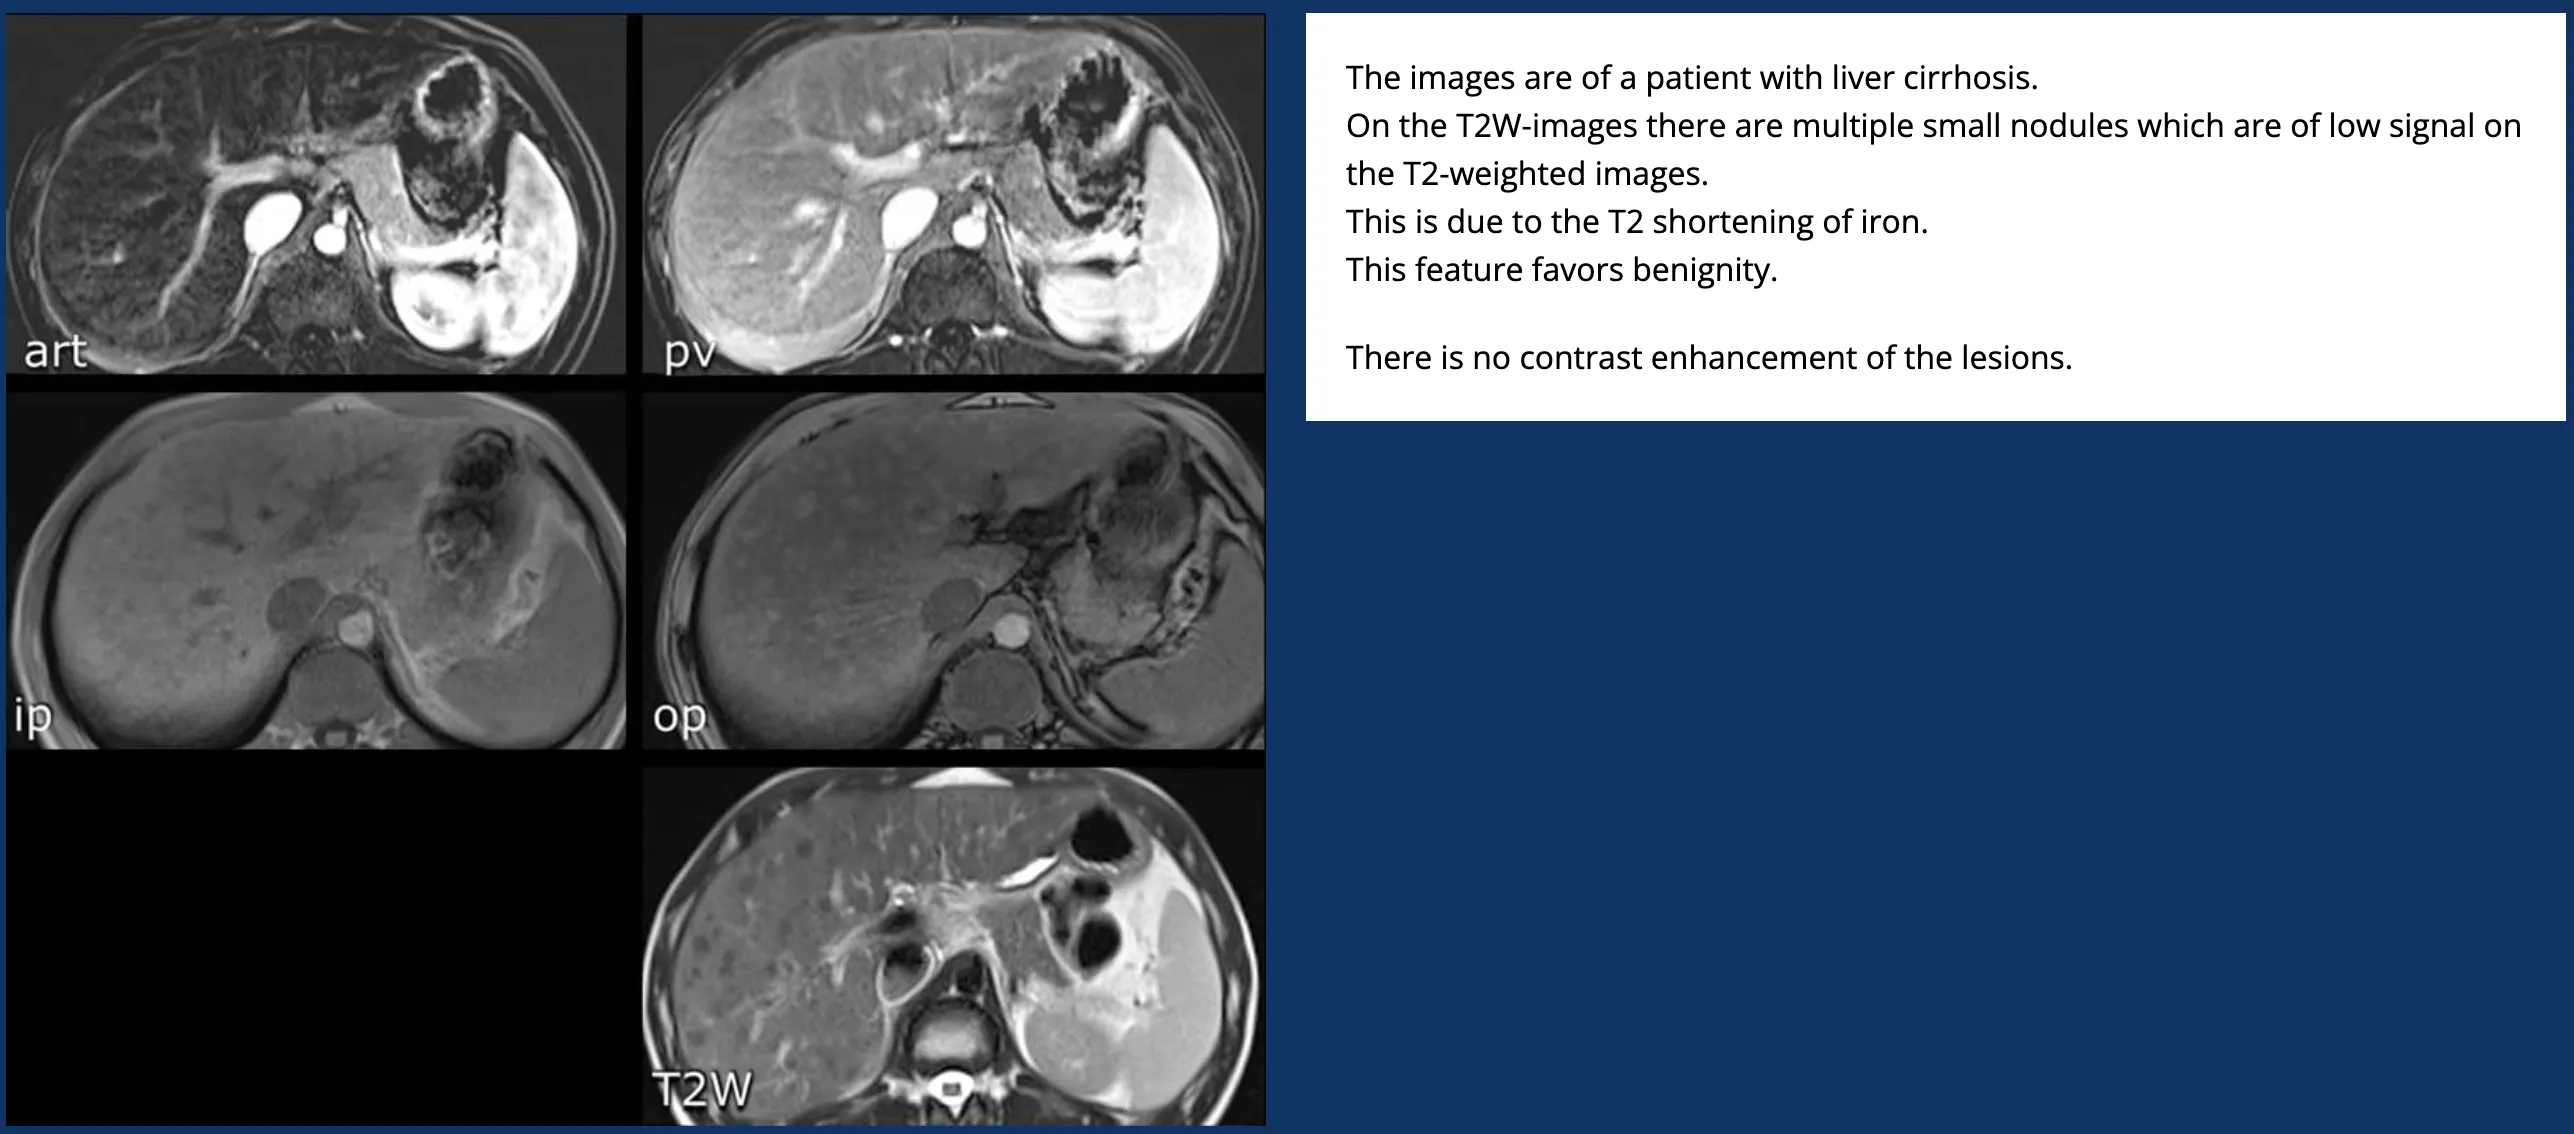 art
pv
ip
op
T2W
The images are of a patient with liver cirrhosis.
On the T2W-images there are multiple small nodules which are of low signal on
the T2-weighted images.
This is due to the T2 shortening of iron.
This feature favors benignity.
There is no contrast enhancement of the lesions.